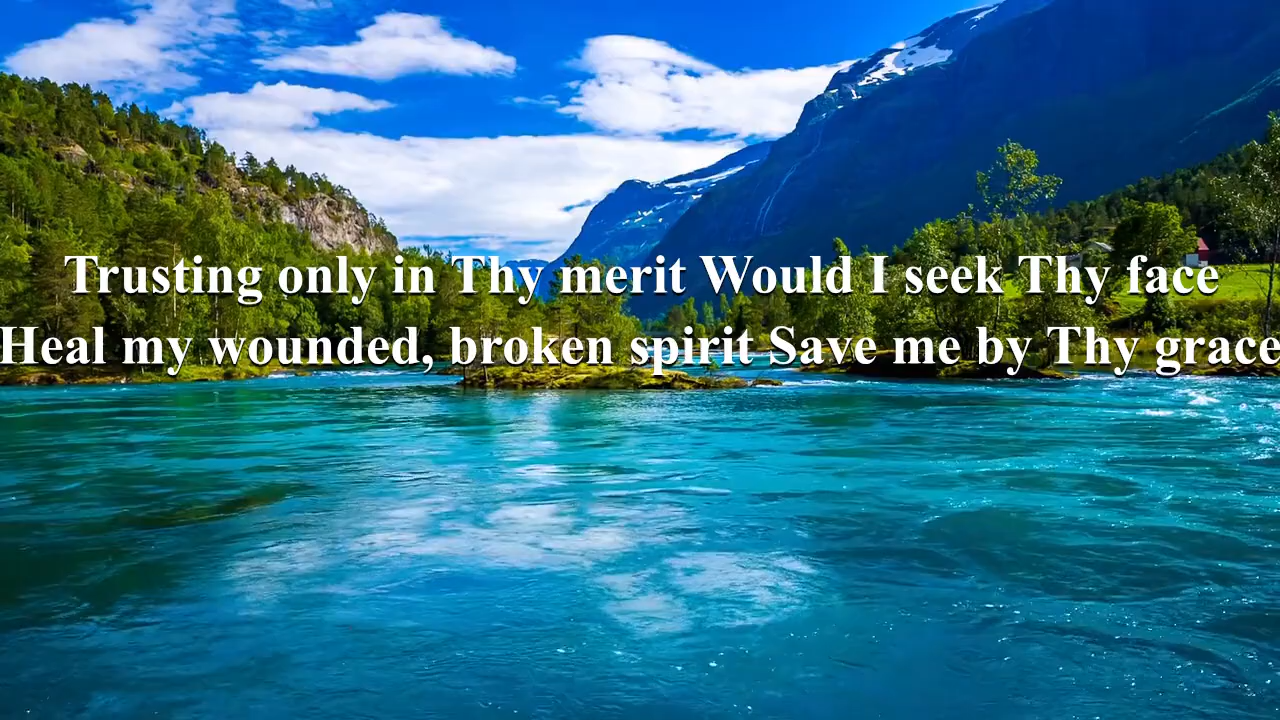 Trusting only in Thy merit Would I seek Thy face
Heal my wounded, broken spirit Save me by Thy grace